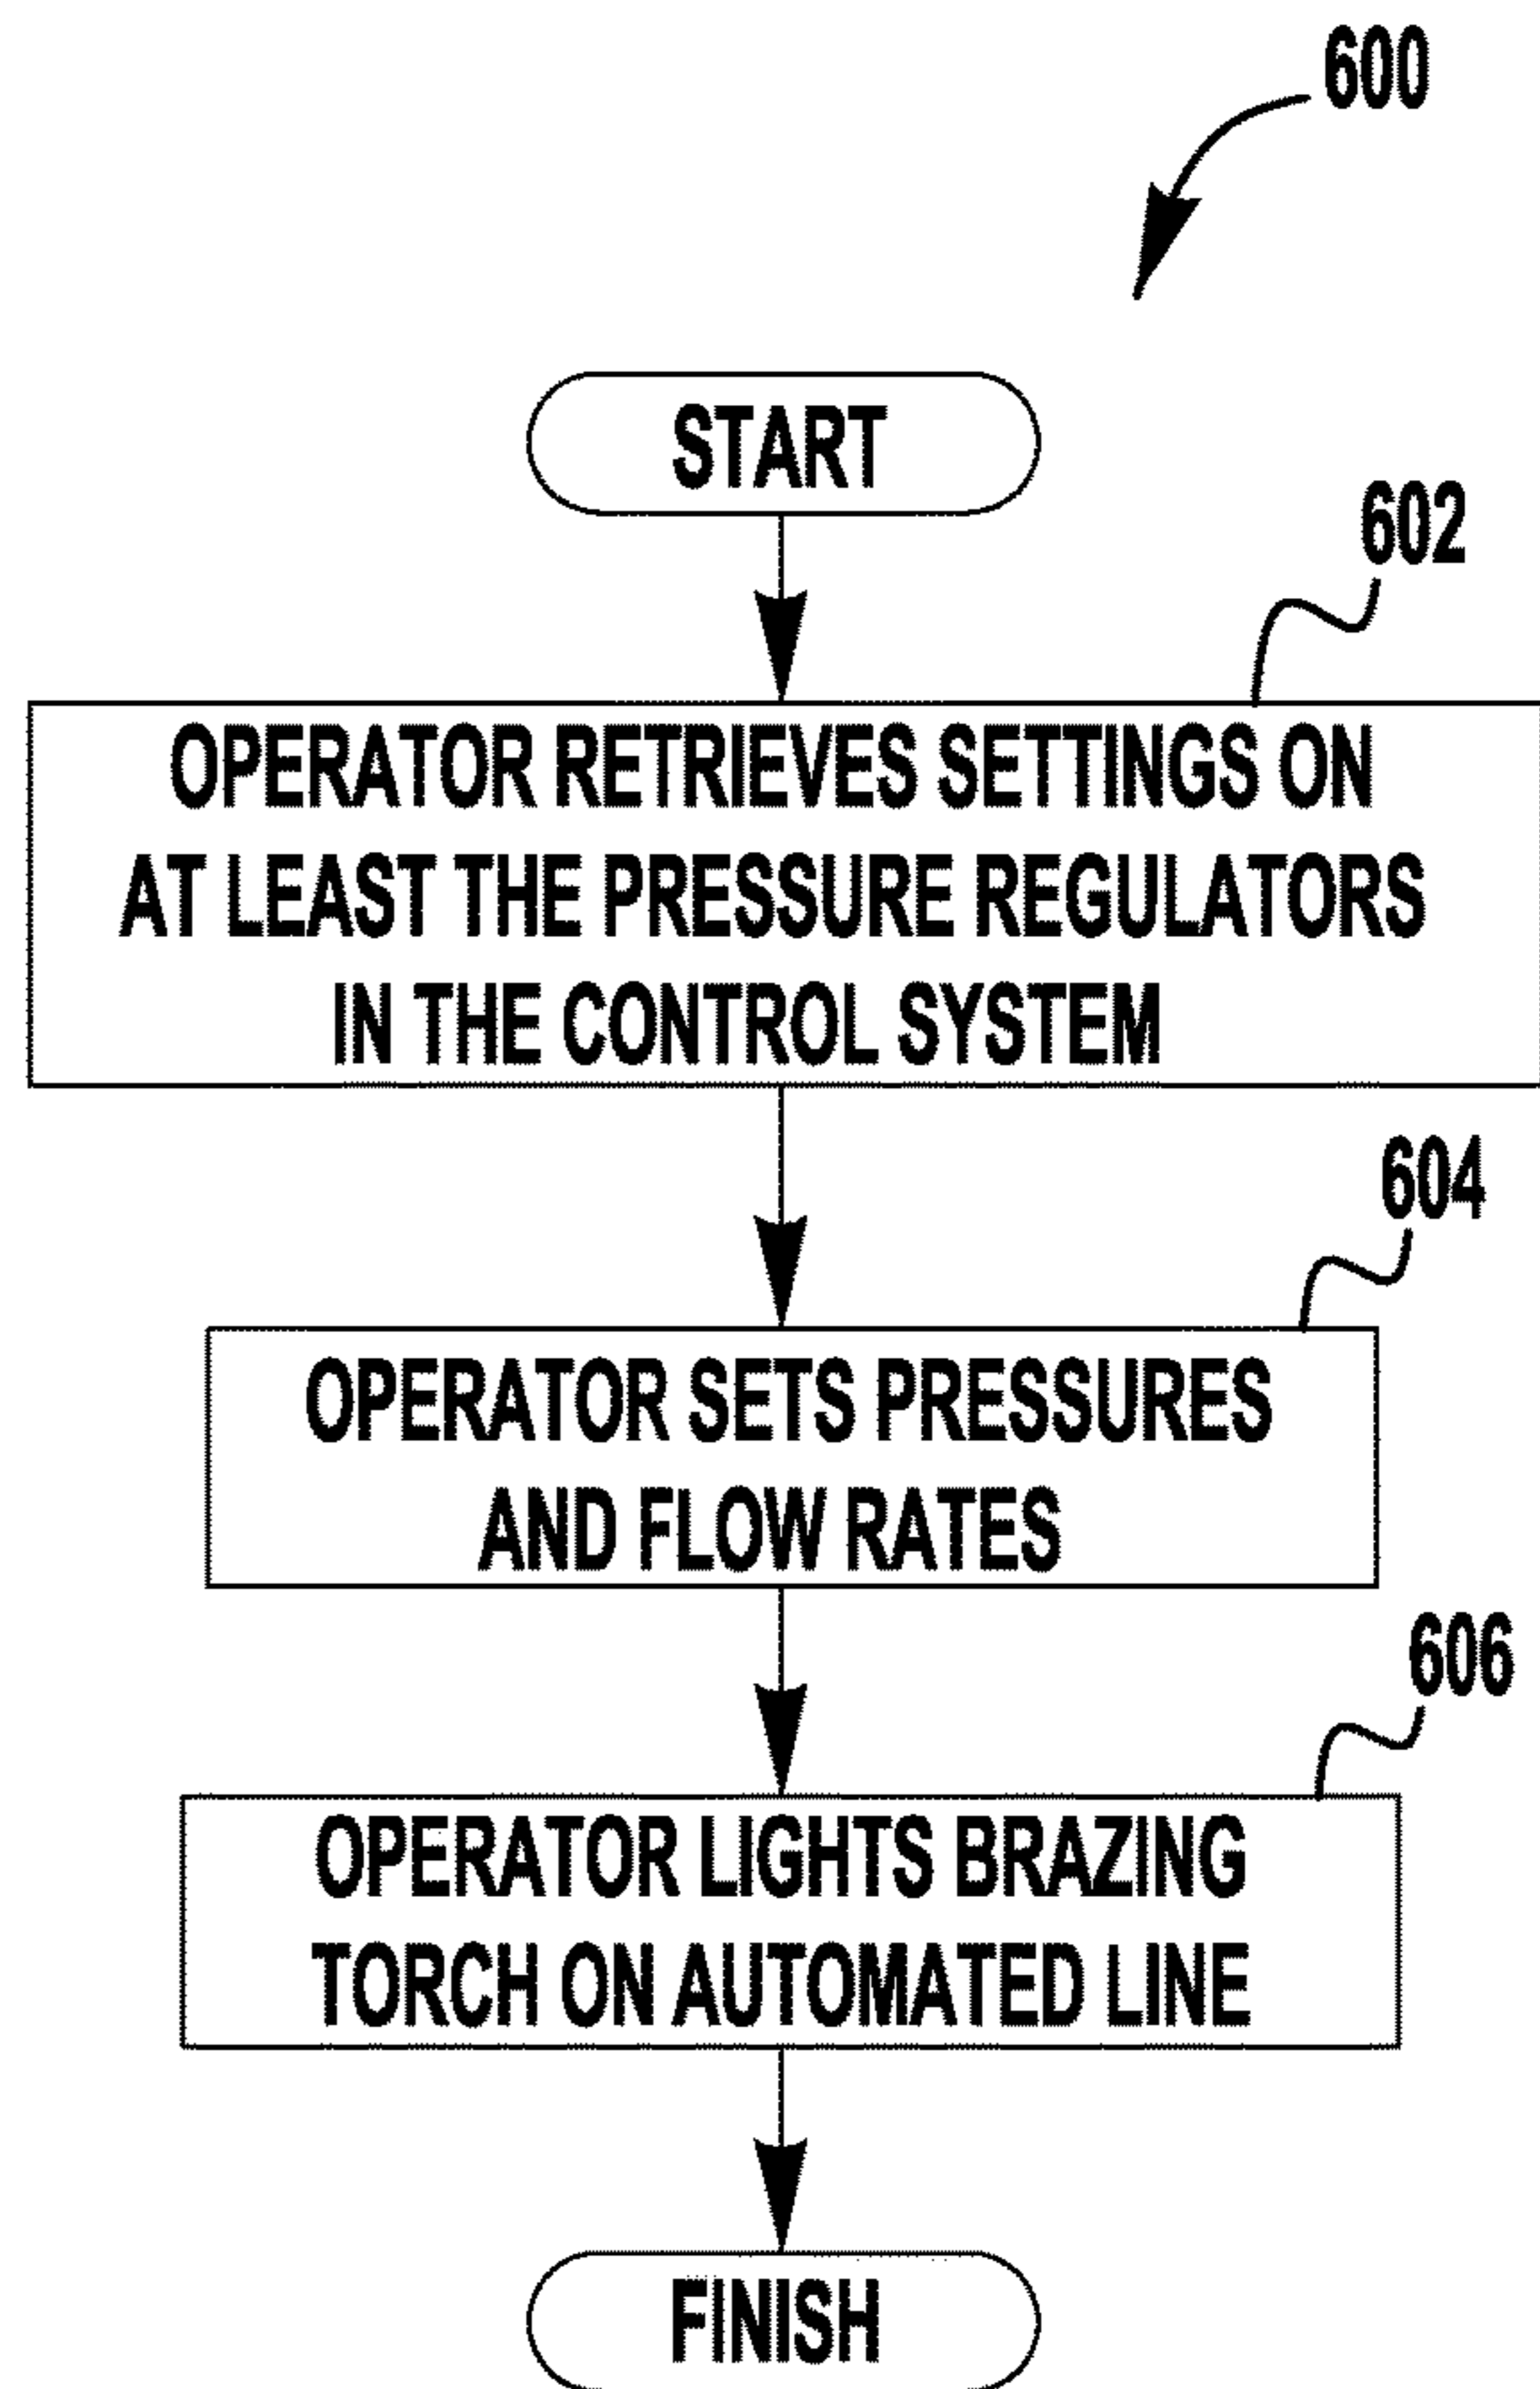 600
START
602
OPERATOR RETRIEVES SETTINGS ON
AT LEAST THE PRESSURE REGULATORS
IN THE CONTROL SYSTEM
604
OPERATOR SETS PRESSURES
AND FLOW RATES
606
OPERATOR LIGHTS BRAZING
TORCH ON AUTOMATED LINE
FINISH